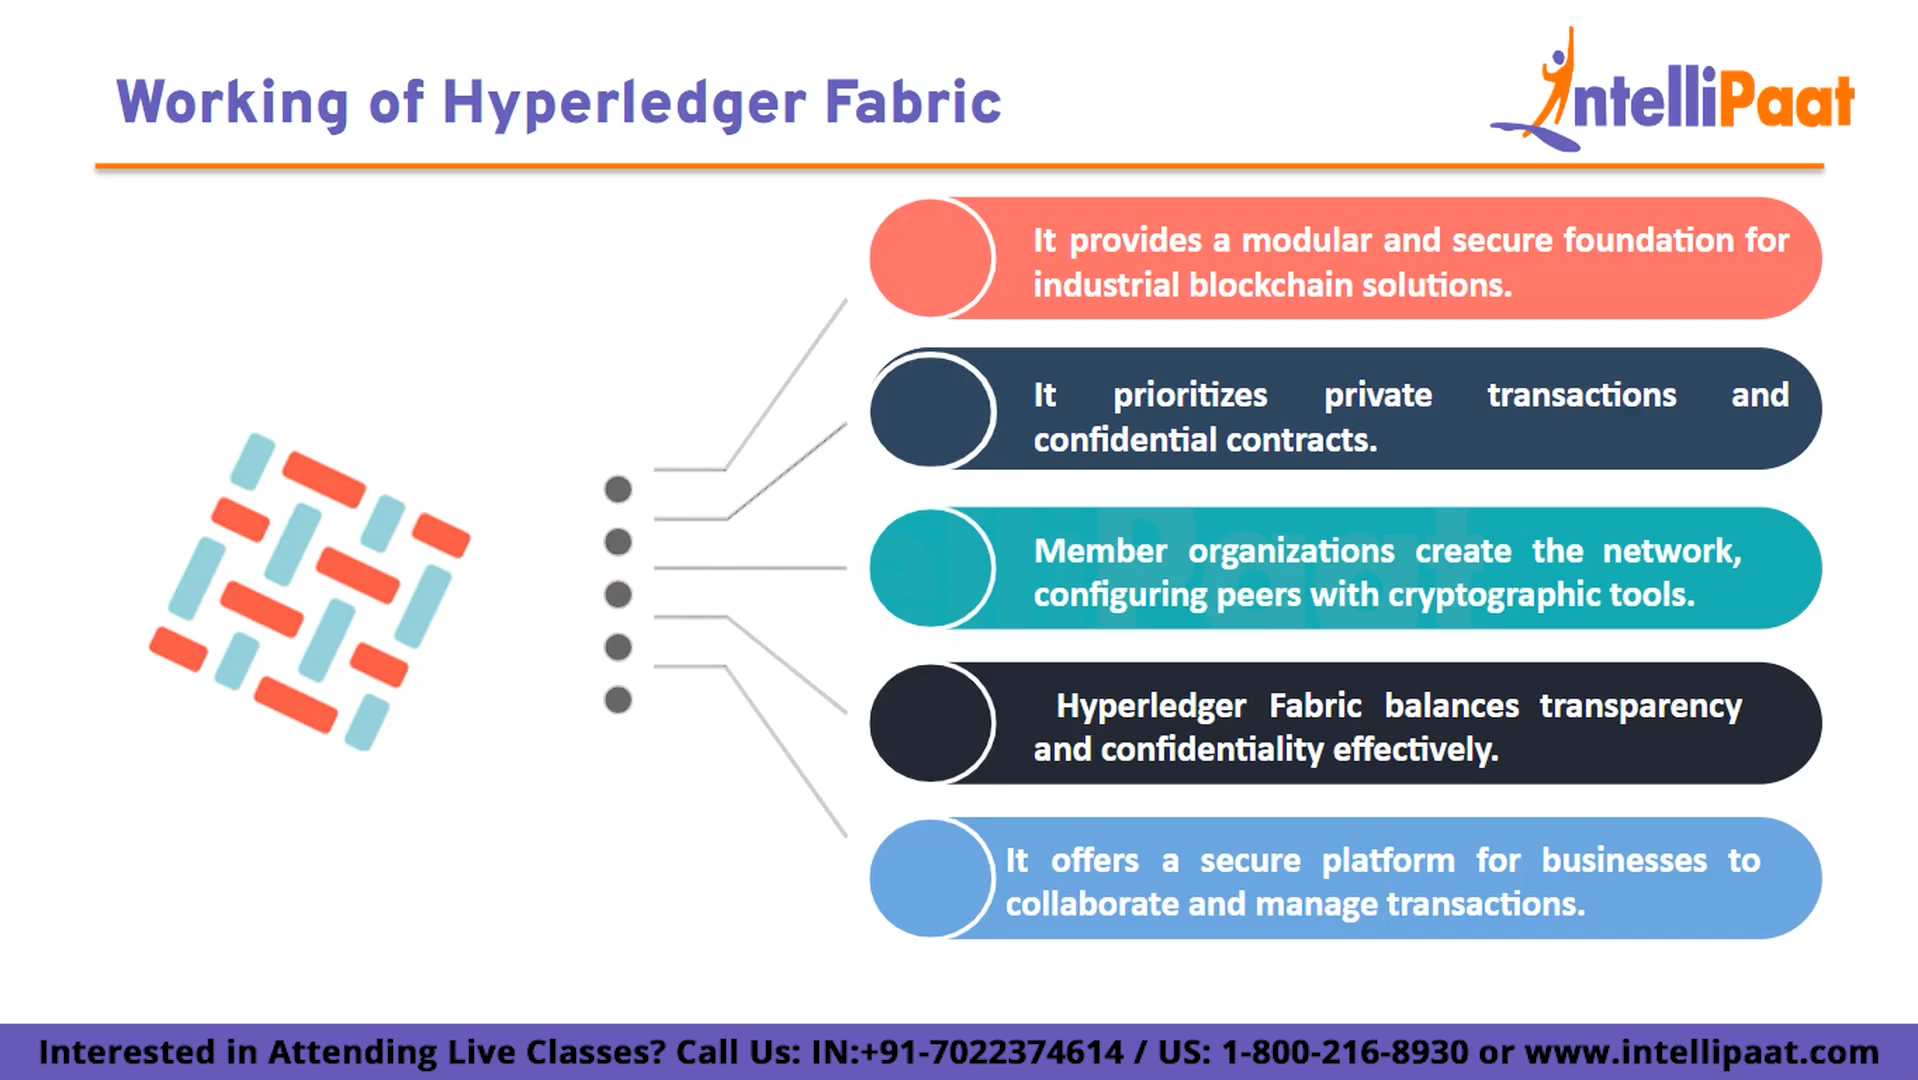 Working of Hyperledger Fabric
IntelliPaat
It provides a modular and secure foundation for
industrial blockchain solutions.
It prioritizes private transactions and
confidential contracts.
Member organizations create the network,
configuring peers with cryptographic tools.
Hyperledger Fabric balances transparency
and confidentiality effectively.
It offers a secure platform for businesses to
collaborate and manage transactions.
Interested in Attending Live Classes? Call Us: IN:+91-7022374614 / US: 1-800-216-8930 or www.intellipaat.com